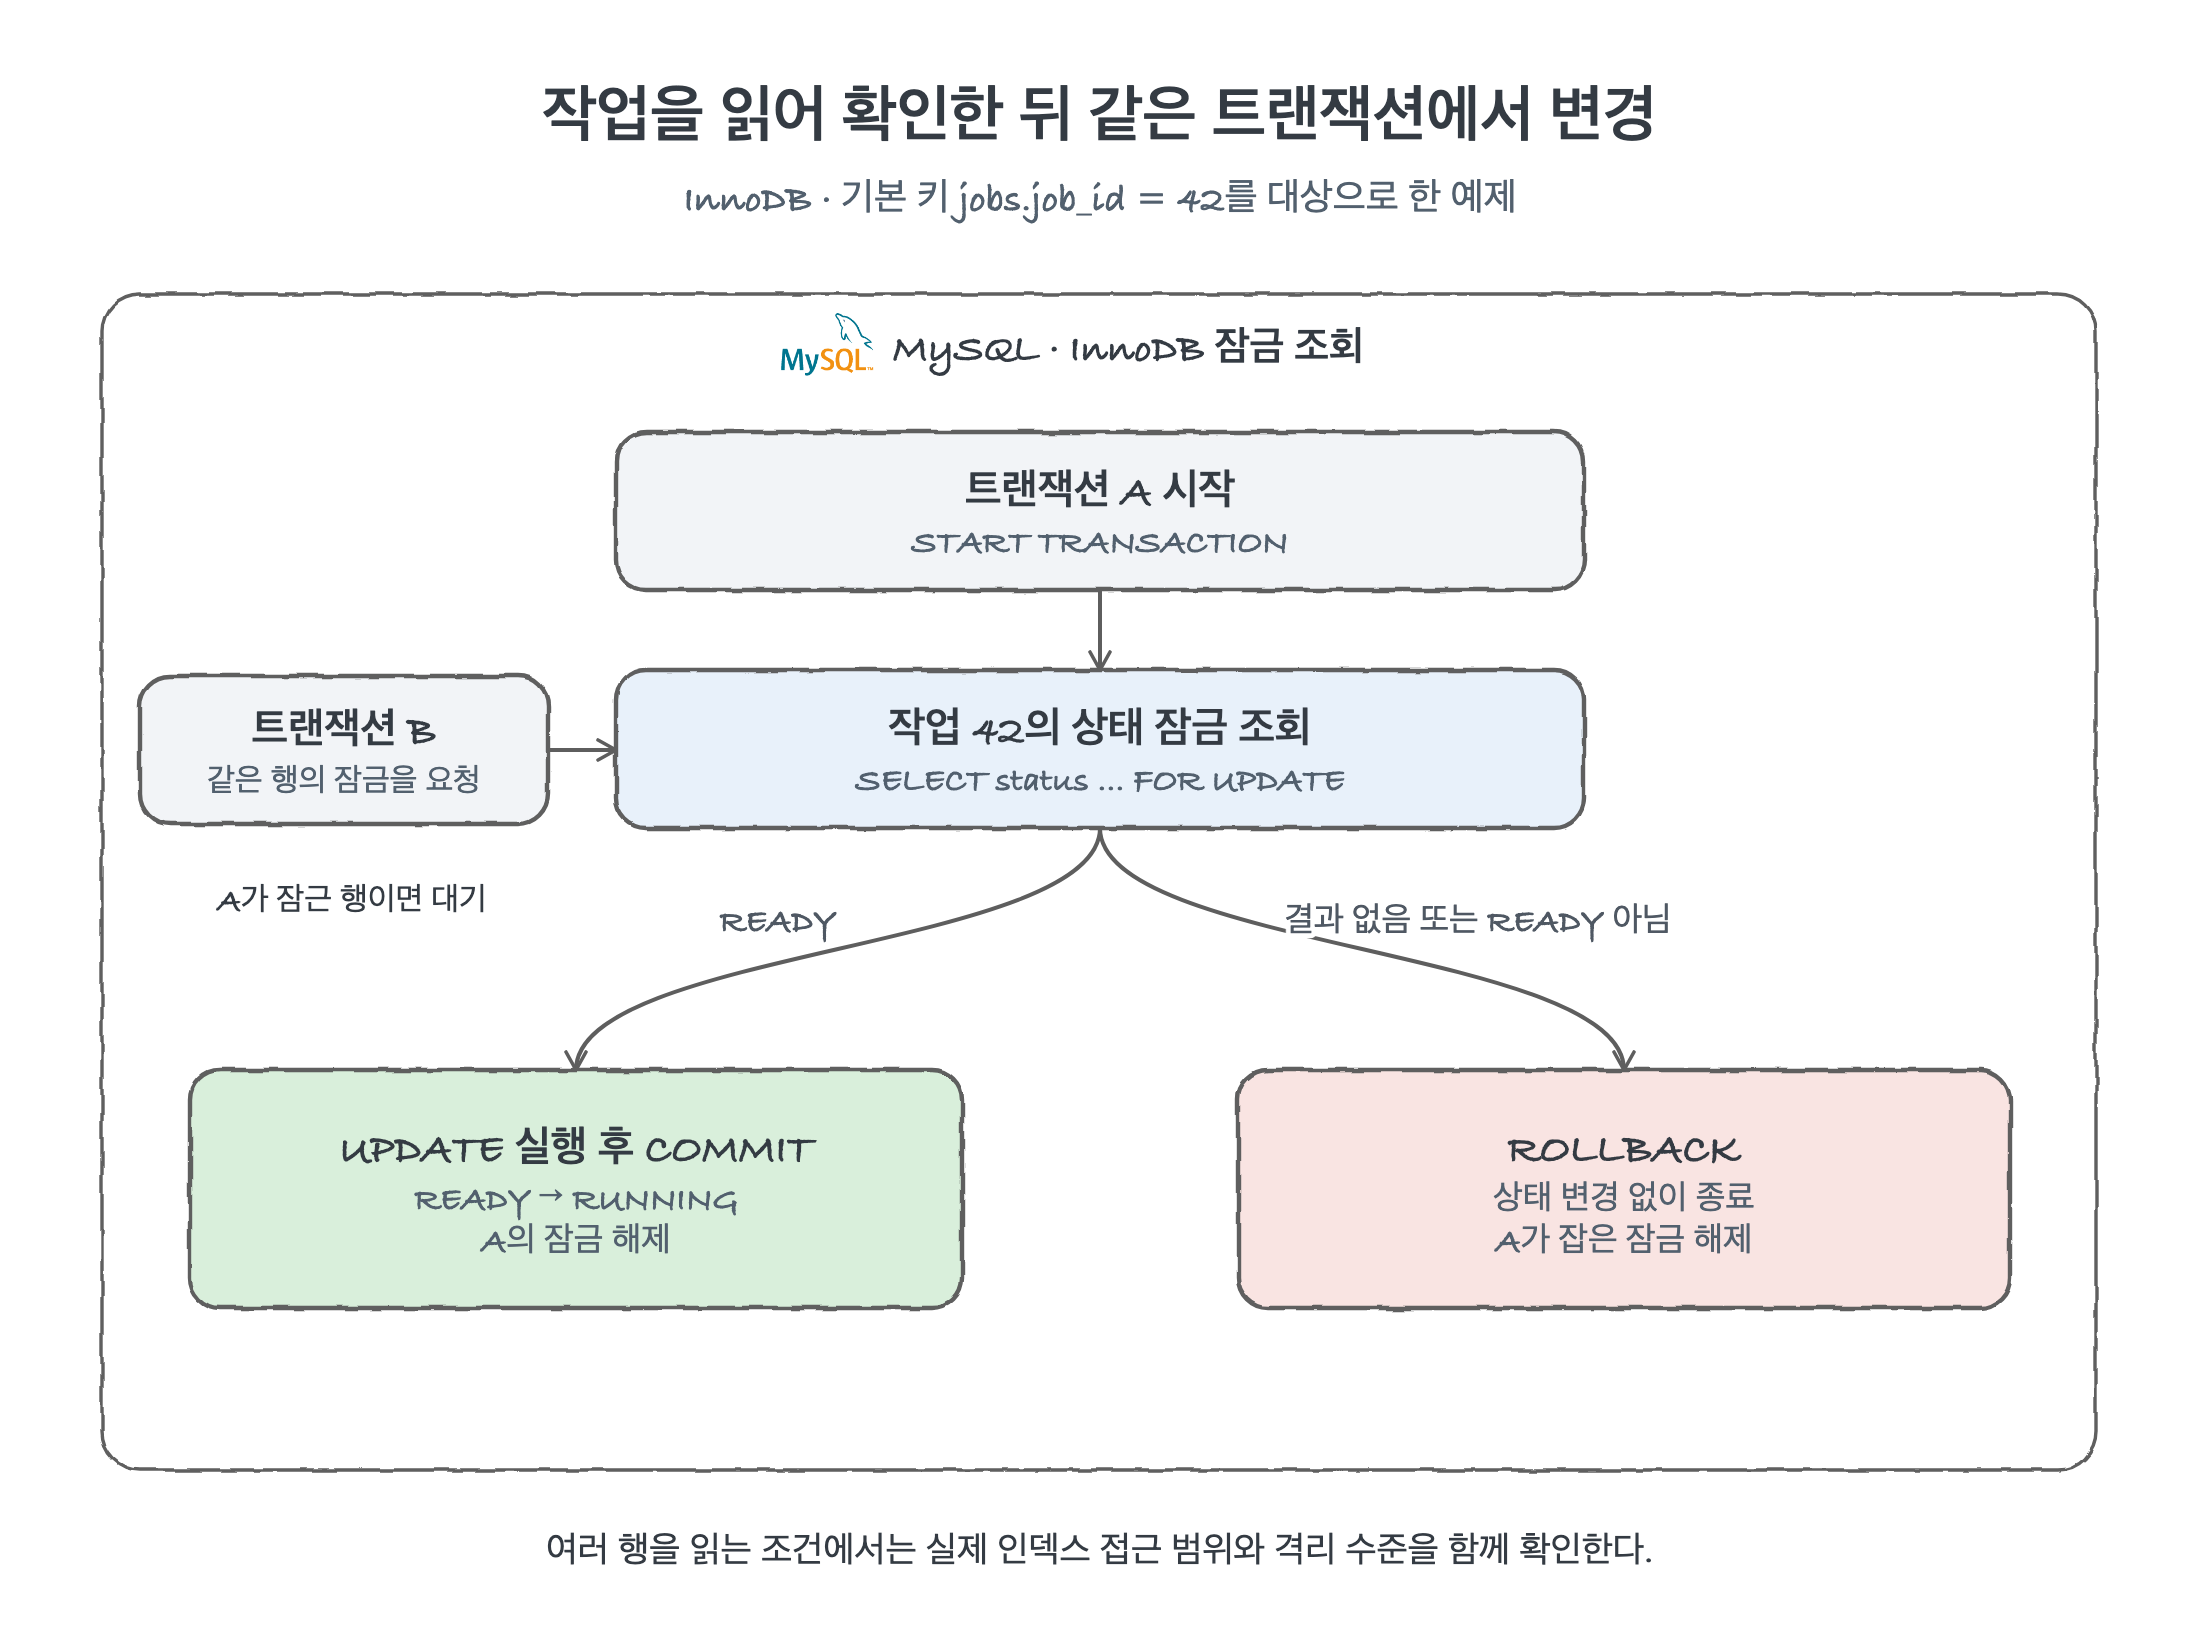 작업을 읽어 확인한 뒤 같은 트랜잭션에서 변경
InnoDB · 기본 키 jobs.job_id = 42를 대상으로 한 예제
MySQL™ MySQL · InnoDB 잠금 조회
트랜잭션 A 시작
START TRANSACTION
트랜잭션 B
같은 행의 잠금을 요청
작업 42의 상태 잠금 조회
SELECT status ... FOR UPDATE
A가 잠근 행이면 대기
READY
결과 없음 또는 READY 아님
UPDATE 실행 후 COMMIT
READY → RUNNING
A의 잠금 해제
ROLLBACK
상태 변경 없이 종료
A가 잡은 잠금 해제
여러 행을 읽는 조건에서는 실제 인덱스 접근 범위와 격리 수준을 함께 확인한다.